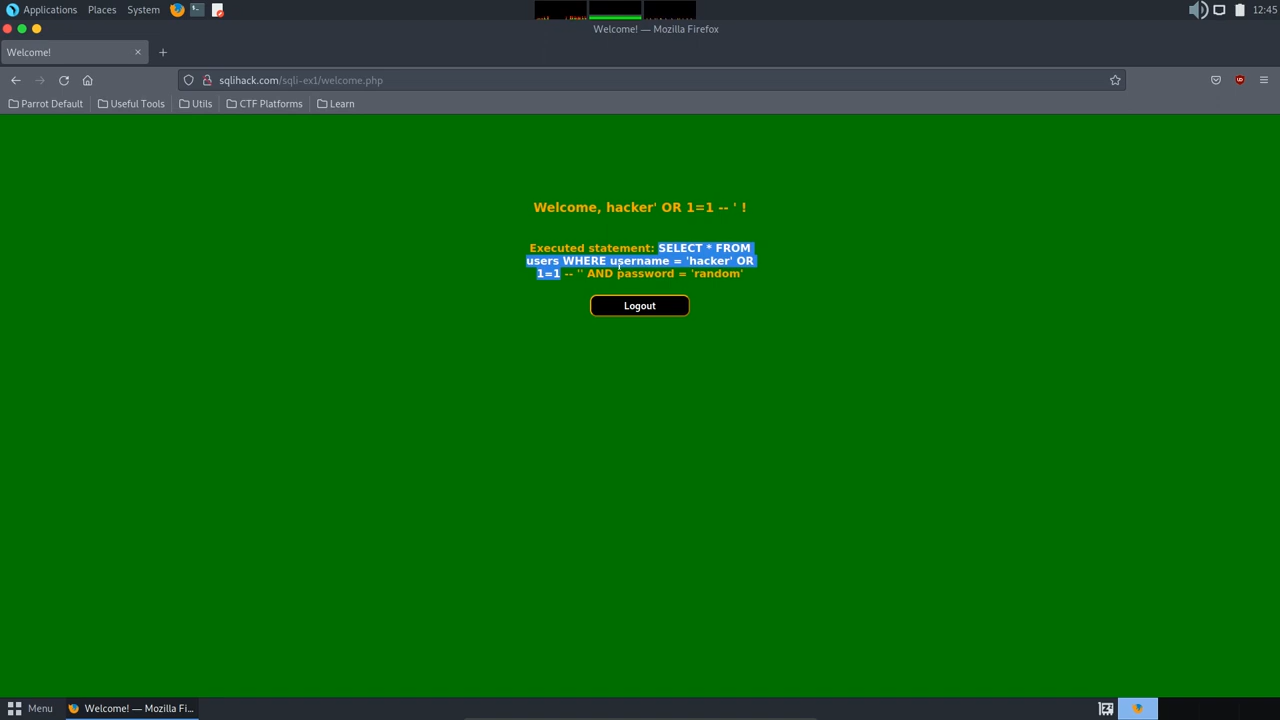 Applications Places System 12:45
Welcome! — Mozilla Firefox
Welcome!
sqlihack.com/sqli-ex1/welcome.php
Parrot Default Useful Tools Utils CTF Platforms Learn
Welcome, hacker' OR 1=1 -- ' !
Executed statement: SELECT * FROM
users WHERE username = 'hacker' OR
1=1 -- '' AND password = 'random'
Logout
Menu Welcome! — Mozilla Fi...